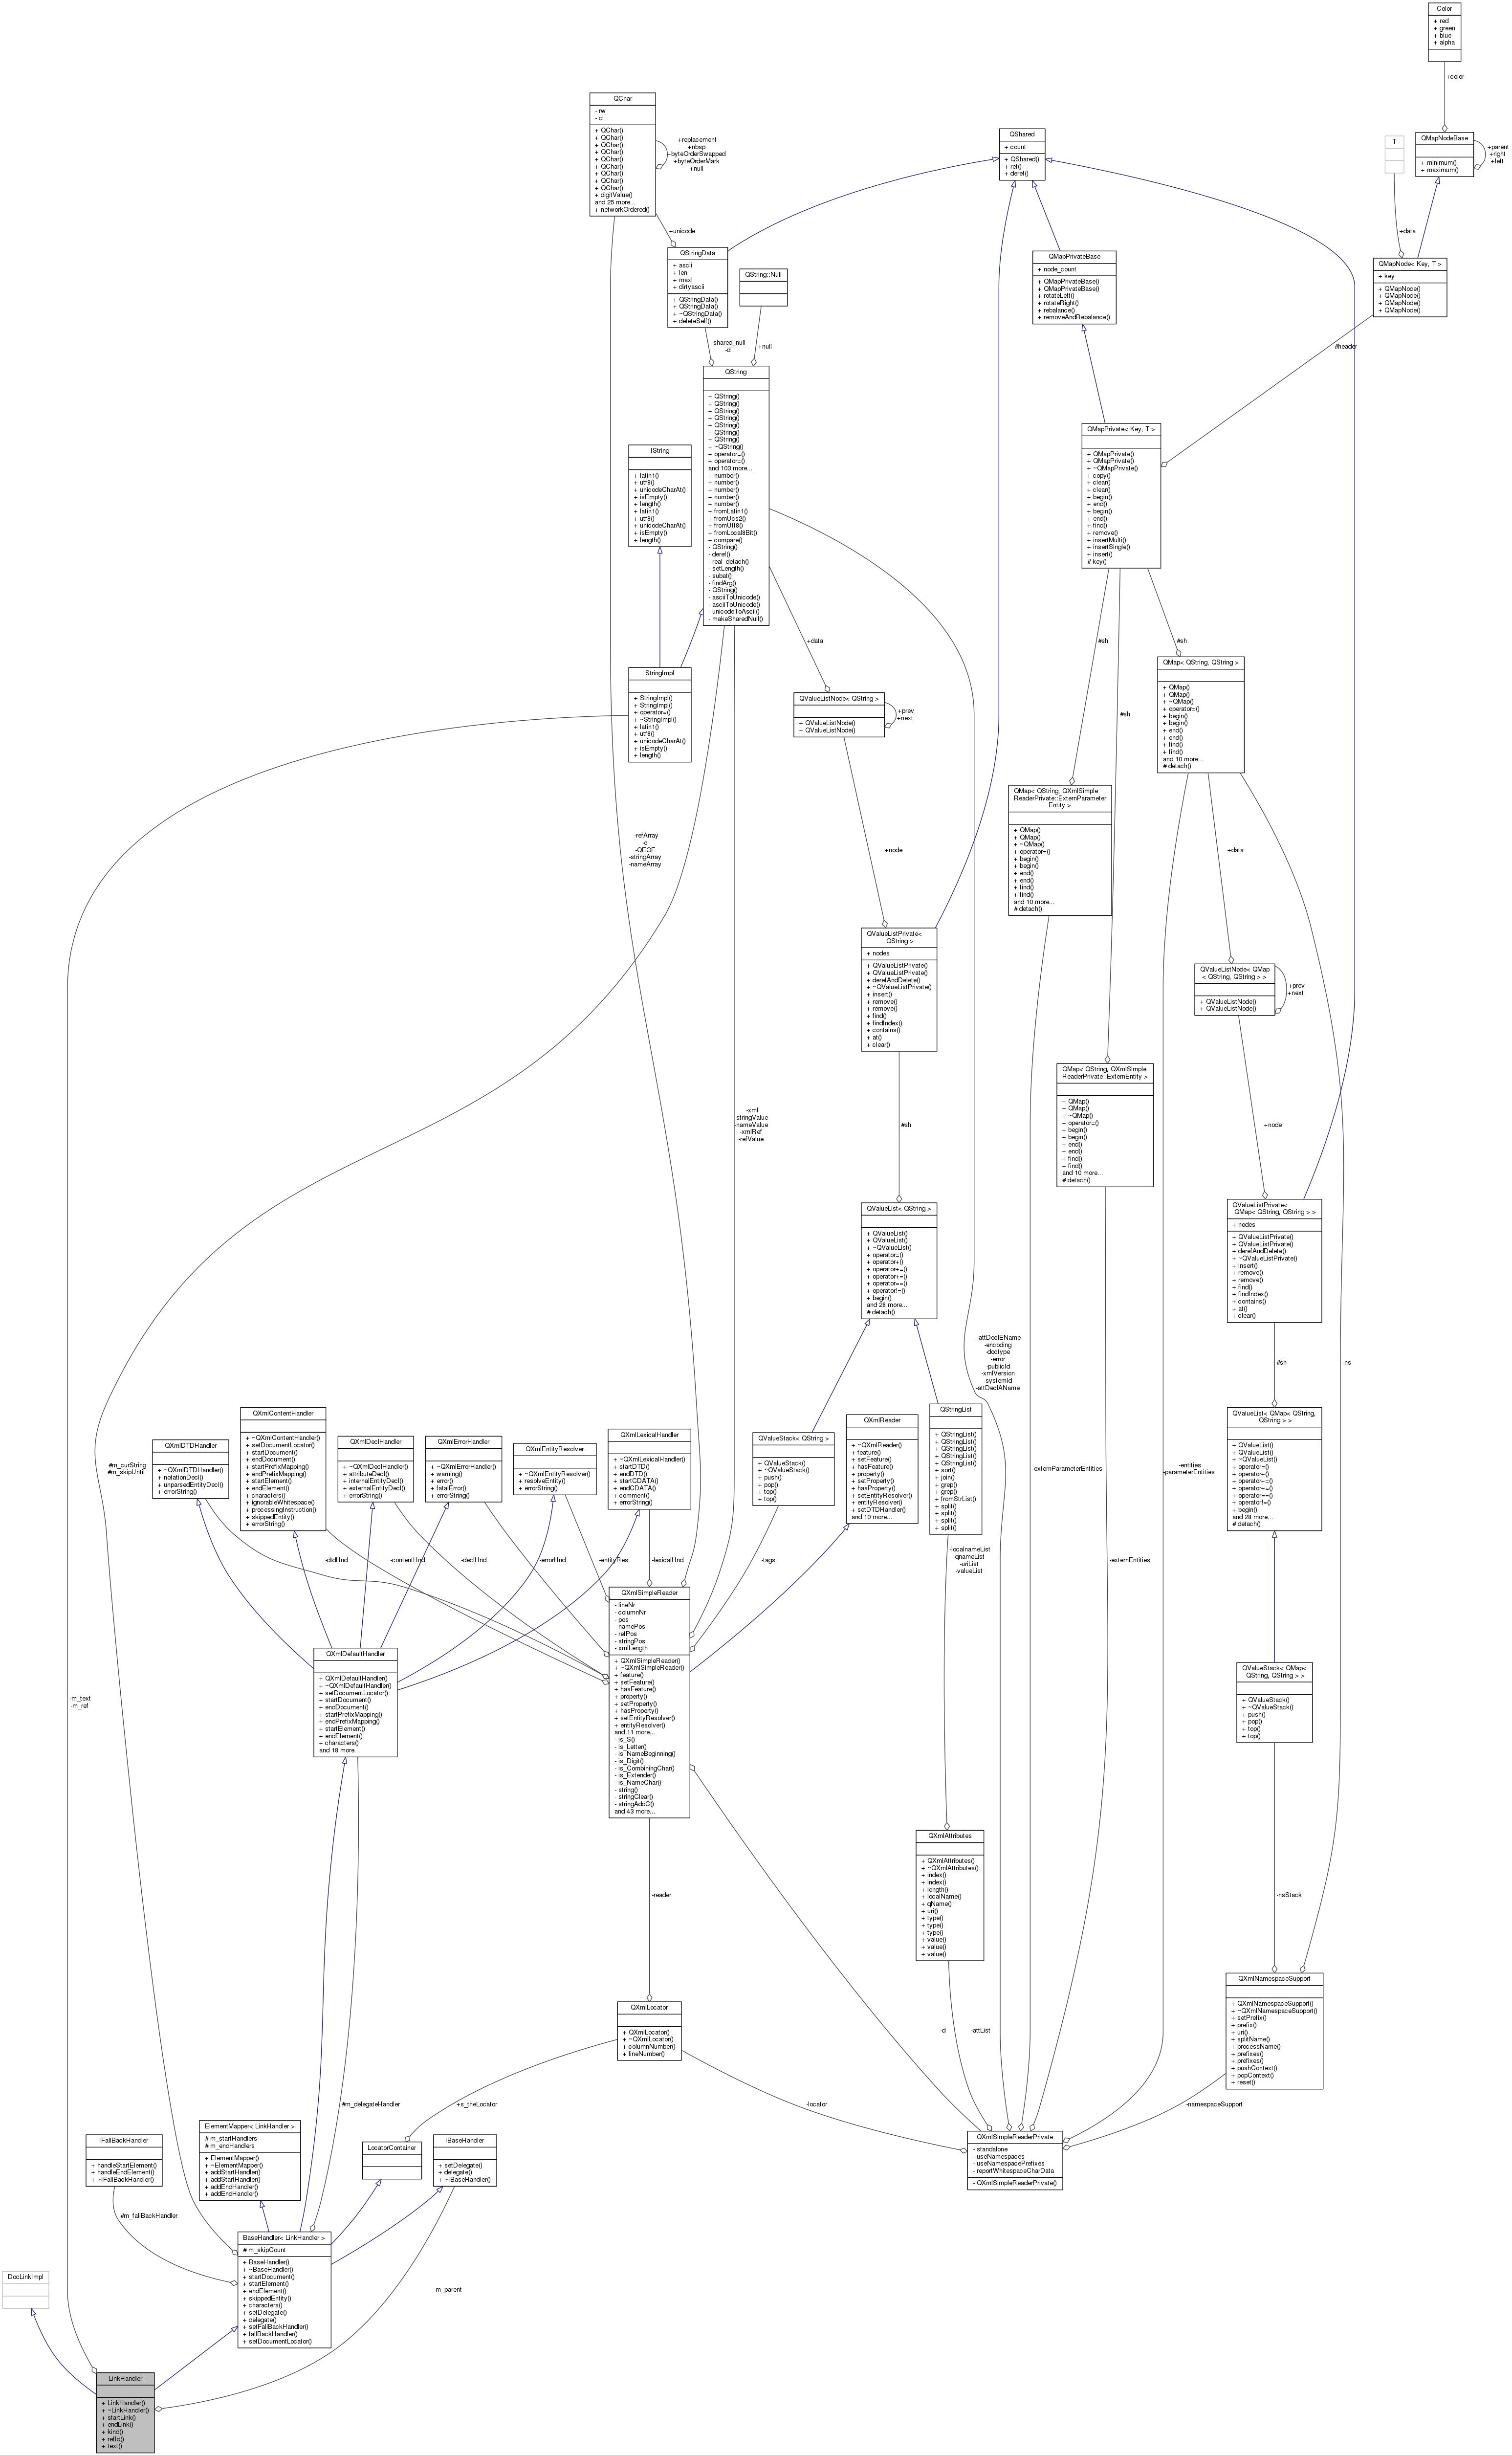 Color
+ red
+ green
+ blue
+ alpha
+color
QChar
- rw
- cl
+ QChar()
+ QChar()
+ QChar()
+ QChar()
+ QChar()
+ QChar()
+ QChar()
+ QChar()
+ QChar()
+ digitValue()
and 25 more...
+ networkOrdered()
+replacement
+nbsp
+byteOrderSwapped
+byteOrderMark
+null
QShared
+ count
+ QShared()
+ ref()
+ deref()
T
QMapNodeBase
+ minimum()
+ maximum()
+parent
+right
+left
+unicode
+data
QStringData
+ ascii
+ len
+ maxl
+ dirtyascii
+ QStringData()
+ QStringData()
+ ~QStringData()
+ deleteSelf()
QString::Null
QMapPrivateBase
+ node_count
+ QMapPrivateBase()
+ QMapPrivateBase()
+ rotateLeft()
+ rotateRight()
+ rebalance()
+ removeAndRebalance()
QMapNode< Key, T >
+ key
+ QMapNode()
+ QMapNode()
+ QMapNode()
+ QMapNode()
-shared_null
-d
+null
#header
QString
+ QString()
+ QString()
+ QString()
+ QString()
+ QString()
+ QString()
+ QString()
+ ~QString()
+ operator=()
+ operator=()
and 103 more...
+ number()
+ number()
+ number()
+ number()
+ number()
+ fromLatin1()
+ fromUcs2()
+ fromUtf8()
+ fromLocal8Bit()
+ compare()
- QString()
- deref()
- real_detach()
- setLength()
- subat()
- findArg()
- QString()
- asciiToUnicode()
- asciiToUnicode()
- unicodeToAscii()
- makeSharedNull()
IString
+ latin1()
+ utf8()
+ unicodeCharAt()
+ isEmpty()
+ length()
+ latin1()
+ utf8()
+ unicodeCharAt()
+ isEmpty()
+ length()
QMapPrivate< Key, T >
+ QMapPrivate()
+ QMapPrivate()
+ ~QMapPrivate()
+ copy()
+ clear()
+ clear()
+ begin()
+ end()
+ begin()
+ end()
+ find()
+ remove()
+ insertMulti()
+ insertSingle()
+ insert()
# key()
+data
#sh
#sh
#sh
StringImpl
+ StringImpl()
+ StringImpl()
+ operator=()
+ ~StringImpl()
+ latin1()
+ utf8()
+ unicodeCharAt()
+ isEmpty()
+ length()
QValueListNode< QString >
+ QValueListNode()
+ QValueListNode()
+prev
+next
QMap< QString, QString >
+ QMap()
+ QMap()
+ ~QMap()
+ operator=()
+ begin()
+ begin()
+ end()
+ end()
+ find()
+ find()
and 10 more...
# detach()
QMap< QString, QXmlSimple
ReaderPrivate::ExternParameter
Entity >
+ QMap()
+ QMap()
+ ~QMap()
+ operator=()
+ begin()
+ begin()
+ end()
+ end()
+ find()
+ find()
and 10 more...
# detach()
-refArray
-c
-QEOF
-stringArray
-nameArray
+node
+data
QValueListPrivate<
QString >
+ nodes
+ QValueListPrivate()
+ QValueListPrivate()
+ derefAndDelete()
+ ~QValueListPrivate()
+ insert()
+ remove()
+ remove()
+ find()
+ findIndex()
+ contains()
+ at()
+ clear()
QValueListNode< QMap
< QString, QString > >
+ QValueListNode()
+ QValueListNode()
+prev
+next
QMap< QString, QXmlSimple
ReaderPrivate::ExternEntity >
+ QMap()
+ QMap()
+ ~QMap()
+ operator=()
+ begin()
+ begin()
+ end()
+ end()
+ find()
+ find()
and 10 more...
# detach()
-xml
-stringValue
-nameValue
-xmlRef
-refValue
#sh
+node
QValueList< QString >
+ QValueList()
+ QValueList()
+ ~QValueList()
+ operator=()
+ operator+()
+ operator+=()
+ operator+=()
+ operator==()
+ operator!=()
+ begin()
and 28 more...
# detach()
QValueListPrivate<
QMap< QString, QString > >
+ nodes
+ QValueListPrivate()
+ QValueListPrivate()
+ derefAndDelete()
+ ~QValueListPrivate()
+ insert()
+ remove()
+ remove()
+ find()
+ findIndex()
+ contains()
+ at()
+ clear()
-attDeclEName
-encoding
-doctype
-error
-publicId
-xmlVersion
-systemId
-attDeclAName
#sh
-ns
#m_curString
#m_skipUntil
QXmlDTDHandler
+ ~QXmlDTDHandler()
+ notationDecl()
+ unparsedEntityDecl()
+ errorString()
QXmlContentHandler
+ ~QXmlContentHandler()
+ setDocumentLocator()
+ startDocument()
+ endDocument()
+ startPrefixMapping()
+ endPrefixMapping()
+ startElement()
+ endElement()
+ characters()
+ ignorableWhitespace()
+ processingInstruction()
+ skippedEntity()
+ errorString()
QXmlDeclHandler
+ ~QXmlDeclHandler()
+ attributeDecl()
+ internalEntityDecl()
+ externalEntityDecl()
+ errorString()
QXmlErrorHandler
+ ~QXmlErrorHandler()
+ warning()
+ error()
+ fatalError()
+ errorString()
QXmlEntityResolver
+ ~QXmlEntityResolver()
+ resolveEntity()
+ errorString()
QXmlLexicalHandler
+ ~QXmlLexicalHandler()
+ startDTD()
+ endDTD()
+ startCDATA()
+ endCDATA()
+ comment()
+ errorString()
QValueStack< QString >
+ QValueStack()
+ ~QValueStack()
+ push()
+ pop()
+ top()
+ top()
QXmlReader
+ ~QXmlReader()
+ feature()
+ setFeature()
+ hasFeature()
+ property()
+ setProperty()
+ hasProperty()
+ setEntityResolver()
+ entityResolver()
+ setDTDHandler()
and 10 more...
QStringList
+ QStringList()
+ QStringList()
+ QStringList()
+ QStringList()
+ QStringList()
+ sort()
+ join()
+ grep()
+ grep()
+ fromStrList()
+ split()
+ split()
+ split()
+ split()
QValueList< QMap< QString,
QString > >
+ QValueList()
+ QValueList()
+ ~QValueList()
+ operator=()
+ operator+()
+ operator+=()
+ operator+=()
+ operator==()
+ operator!=()
+ begin()
and 28 more...
# detach()
-externParameterEntities
-entities
-parameterEntities
-dtdHnd
-contentHnd
-declHnd
-errorHnd
-entityRes
-lexicalHnd
-tags
-localnameList
-qnameList
-uriList
-valueList
-externEntities
QXmlSimpleReader
- lineNr
- columnNr
- pos
- namePos
- refPos
- stringPos
- xmlLength
+ QXmlSimpleReader()
+ ~QXmlSimpleReader()
+ feature()
+ setFeature()
+ hasFeature()
+ property()
+ setProperty()
+ hasProperty()
+ setEntityResolver()
+ entityResolver()
and 11 more...
- is_S()
- is_Letter()
- is_NameBeginning()
- is_Digit()
- is_CombiningChar()
- is_Extender()
- is_NameChar()
- string()
- stringClear()
- stringAddC()
and 43 more...
QXmlDefaultHandler
+ QXmlDefaultHandler()
+ ~QXmlDefaultHandler()
+ setDocumentLocator()
+ startDocument()
+ endDocument()
+ startPrefixMapping()
+ endPrefixMapping()
+ startElement()
+ endElement()
+ characters()
and 18 more...
QValueStack< QMap<
QString, QString > >
+ QValueStack()
+ ~QValueStack()
+ push()
+ pop()
+ top()
+ top()
-m_text
-m_ref
QXmlAttributes
+ QXmlAttributes()
+ ~QXmlAttributes()
+ index()
+ index()
+ length()
+ localName()
+ qName()
+ uri()
+ type()
+ type()
+ type()
+ value()
+ value()
+ value()
-reader
-nsStack
QXmlLocator
+ QXmlLocator()
+ ~QXmlLocator()
+ columnNumber()
+ lineNumber()
QXmlNamespaceSupport
+ QXmlNamespaceSupport()
+ ~QXmlNamespaceSupport()
+ setPrefix()
+ prefix()
+ uri()
+ splitName()
+ processName()
+ prefixes()
+ prefixes()
+ pushContext()
+ popContext()
+ reset()
-d
-attList
#m_delegateHandler
+s_theLocator
-locator
-namespaceSupport
IFallBackHandler
+ handleStartElement()
+ handleEndElement()
+ ~IFallBackHandler()
ElementMapper< LinkHandler >
# m_startHandlers
# m_endHandlers
+ ElementMapper()
+ ~ElementMapper()
+ addStartHandler()
+ addStartHandler()
+ addEndHandler()
+ addEndHandler()
LocatorContainer
IBaseHandler
+ setDelegate()
+ delegate()
+ ~IBaseHandler()
QXmlSimpleReaderPrivate
- standalone
- useNamespaces
- useNamespacePrefixes
- reportWhitespaceCharData
- QXmlSimpleReaderPrivate()
#m_fallBackHandler
BaseHandler< LinkHandler >
# m_skipCount
+ BaseHandler()
+ ~BaseHandler()
+ startDocument()
+ startElement()
+ endElement()
+ skippedEntity()
+ characters()
+ setDelegate()
+ delegate()
+ setFallBackHandler()
+ fallBackHandler()
+ setDocumentLocator()
DocLinkImpl
-m_parent
LinkHandler
+ LinkHandler()
+ ~LinkHandler()
+ startLink()
+ endLink()
+ kind()
+ refId()
+ text()